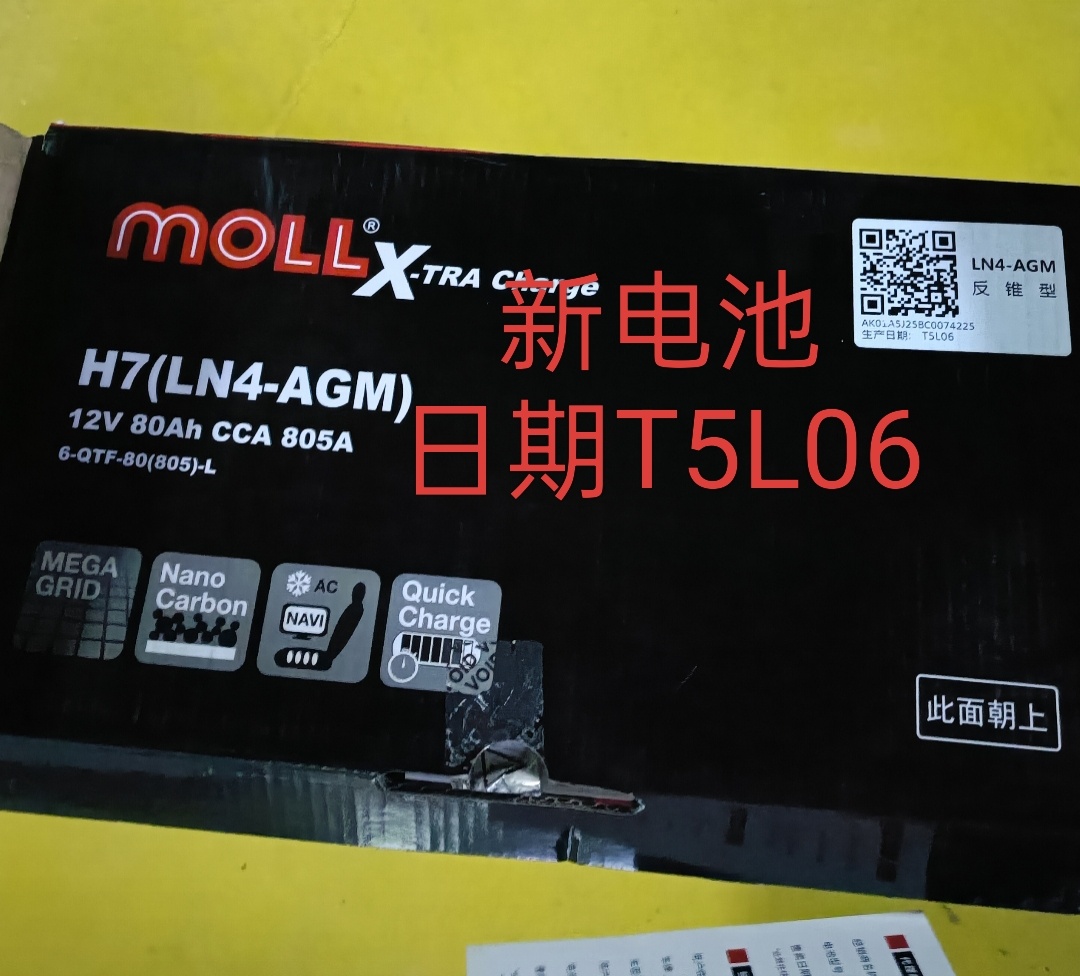 MOLL®
X-TRA Charge
新电池
日期T5L06
LN4-AGM
反锥型
AK01A5J25BC0074225
生产日期: T5L06
H7(LN4-AGM)
12V 80Ah CCA 805A
6-QTF-80(805)-L
MEGA
GRID
Nano
Carbon
AC
NAVI
Quick
Charge
此面朝上